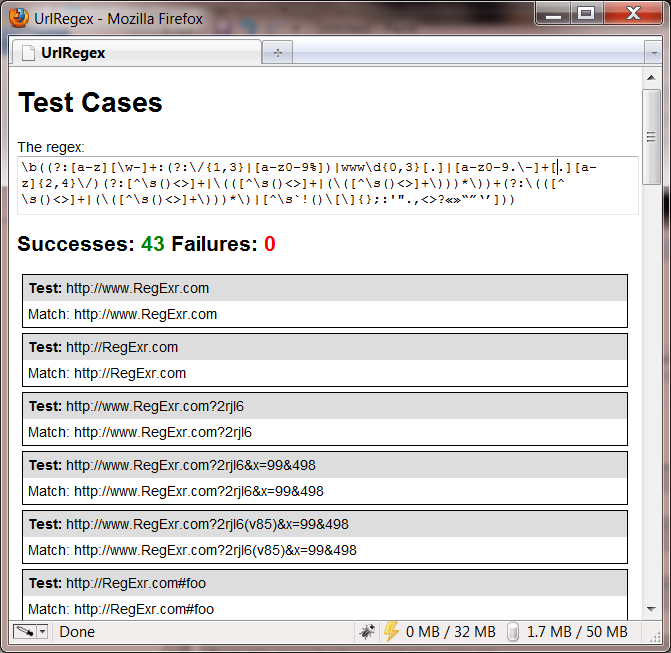 UrlRegex - Mozilla Firefox
UrlRegex
Test Cases
The regex:
\b((?:[a-z][\w-]+:(?:\/{1,3}|[a-z0-9%])|www\d{0,3}[.]|[a-z0-9.\-]+[.][a-
z]{2,4}\/)(?:[^\s()<>]+|\(([^\s()<>]+|(\([^\s()<>]+\)))*\))+(?:\(([^
\s()<>]+|(\([^\s()<>]+\)))*\)|[^\s`!()\[\]{};:'".,<>?«»“”‘’]))
Successes: 43 Failures: 0
Test: http://www.RegExr.com
Match: http://www.RegExr.com
Test: http://RegExr.com
Match: http://RegExr.com
Test: http://www.RegExr.com?2rjl6
Match: http://www.RegExr.com?2rjl6
Test: http://www.RegExr.com?2rjl6&x=99&498
Match: http://www.RegExr.com?2rjl6&x=99&498
Test: http://www.RegExr.com?2rjl6(v85)&x=99&498
Match: http://www.RegExr.com?2rjl6(v85)&x=99&498
Test: http://RegExr.com#foo
Match: http://RegExr.com#foo
Done
0 MB / 32 MB
1.7 MB / 50 MB